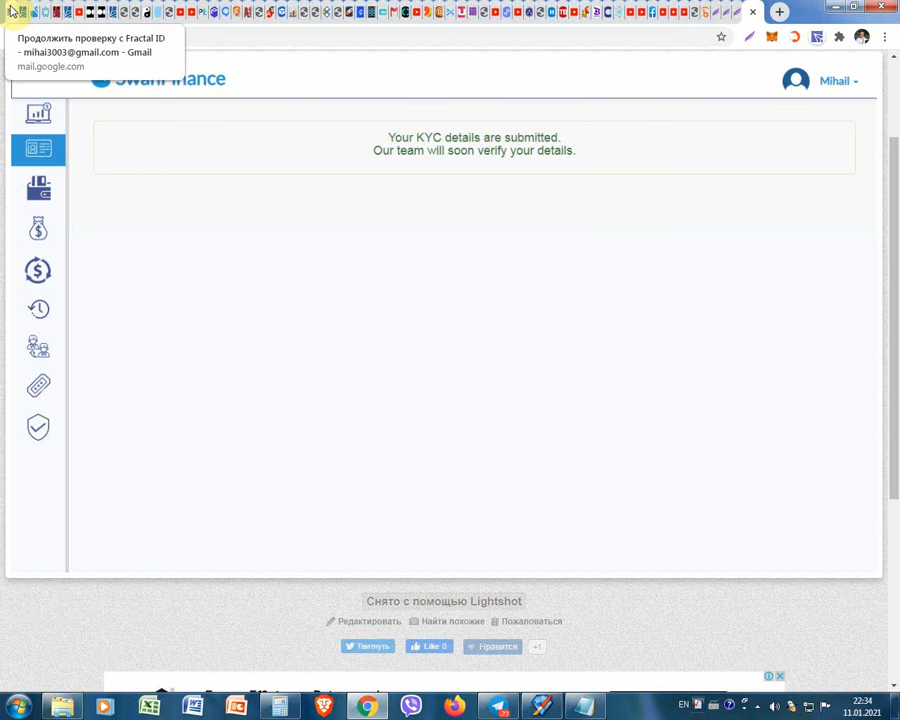 Продолжить проверку с Fractal ID
- mihai3003@gmail.com - Gmail
mail.google.com
SwanFinance
Mihail
Your KYC details are submitted.
Our team will soon verify your details.
Снято с помощью Lightshot
Редактировать Найти похожие Пожаловаться
Твитнуть Like 0 Нравится +1
EN 22:34
11.01.2021